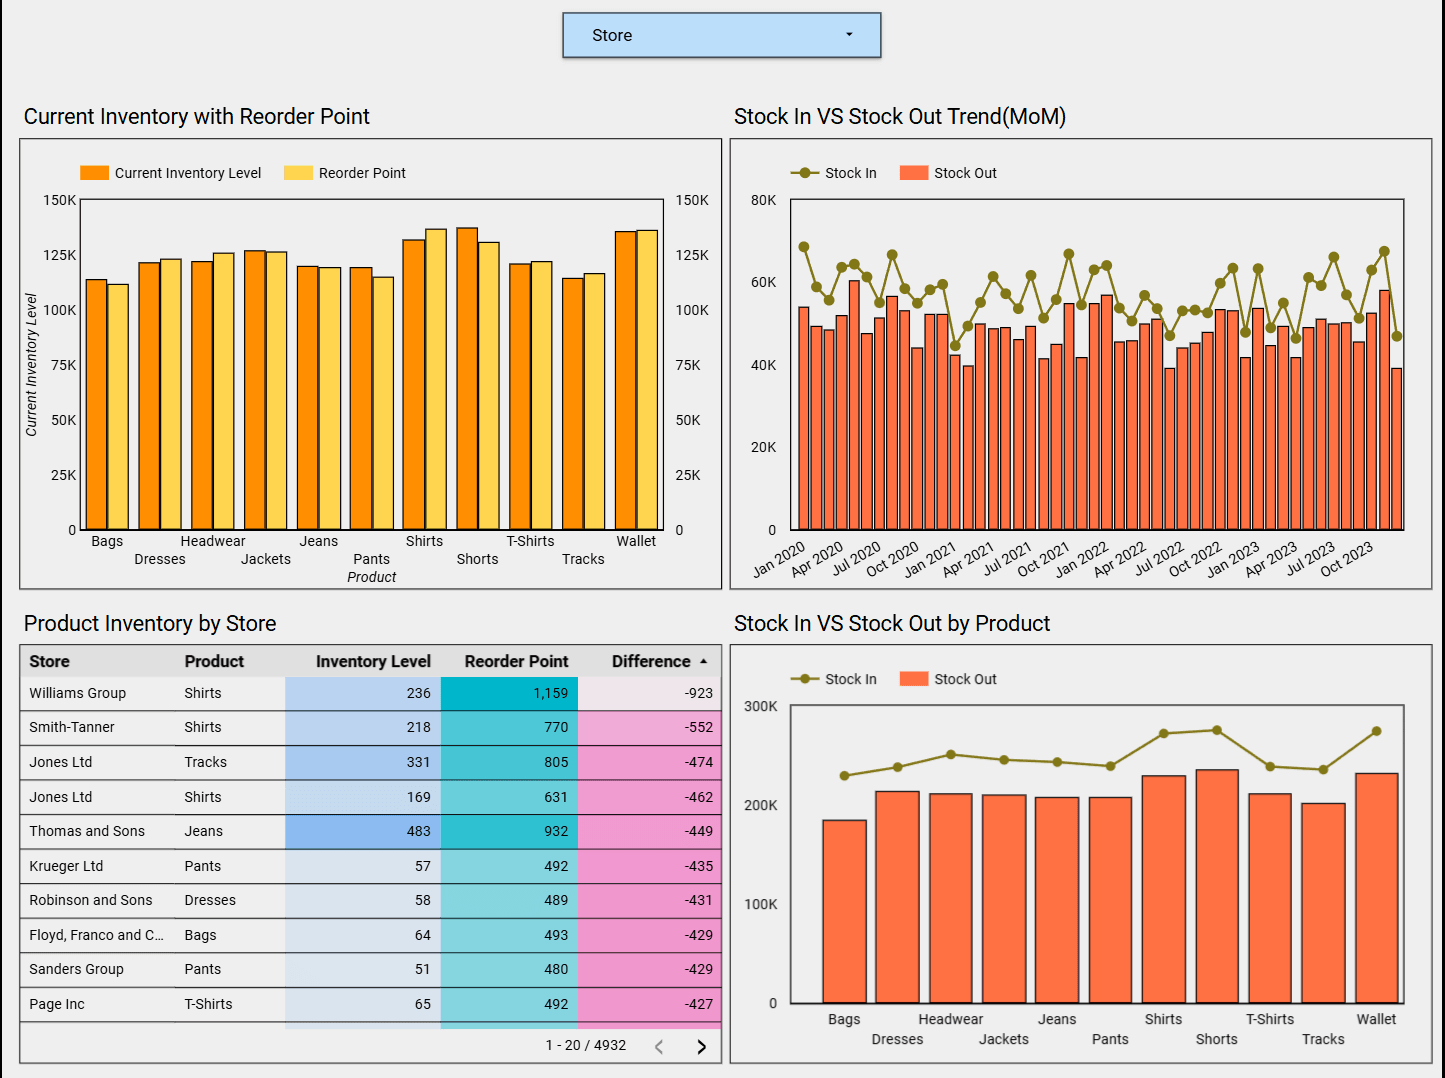 Store
Current Inventory with Reorder Point
Current Inventory Level Reorder Point
150K 150K
125K 125K
100K 100K
75K 75K
50K 50K
25K 25K
0 0
Current Inventory Level
Bags Headwear Jeans Shirts T-Shirts Wallet
Dresses Jackets Pants Shorts Tracks
Product
Stock In VS Stock Out Trend(MoM)
Stock In Stock Out
80K
60K
40K
20K
0
Jan 2020 Apr 2020 Jul 2020 Oct 2020 Jan 2021 Apr 2021 Jul 2021 Oct 2021 Jan 2022 Apr 2022 Jul 2022 Oct 2022 Jan 2023 Apr 2023 Jul 2023 Oct 2023
Product Inventory by Store
Store Product Inventory Level Reorder Point Difference
Williams Group Shirts 236 1,159 -923
Smith-Tanner Shirts 218 770 -552
Jones Ltd Tracks 331 805 -474
Jones Ltd Shirts 169 631 -462
Thomas and Sons Jeans 483 932 -449
Krueger Ltd Pants 57 492 -435
Robinson and Sons Dresses 58 489 -431
Floyd, Franco and C... Bags 64 493 -429
Sanders Group Pants 51 480 -429
Page Inc T-Shirts 65 492 -427
1 - 20 / 4932
Stock In VS Stock Out by Product
Stock In Stock Out
300K
200K
100K
0
Bags Headwear Jeans Shirts T-Shirts Wallet
Dresses Jackets Pants Shorts Tracks